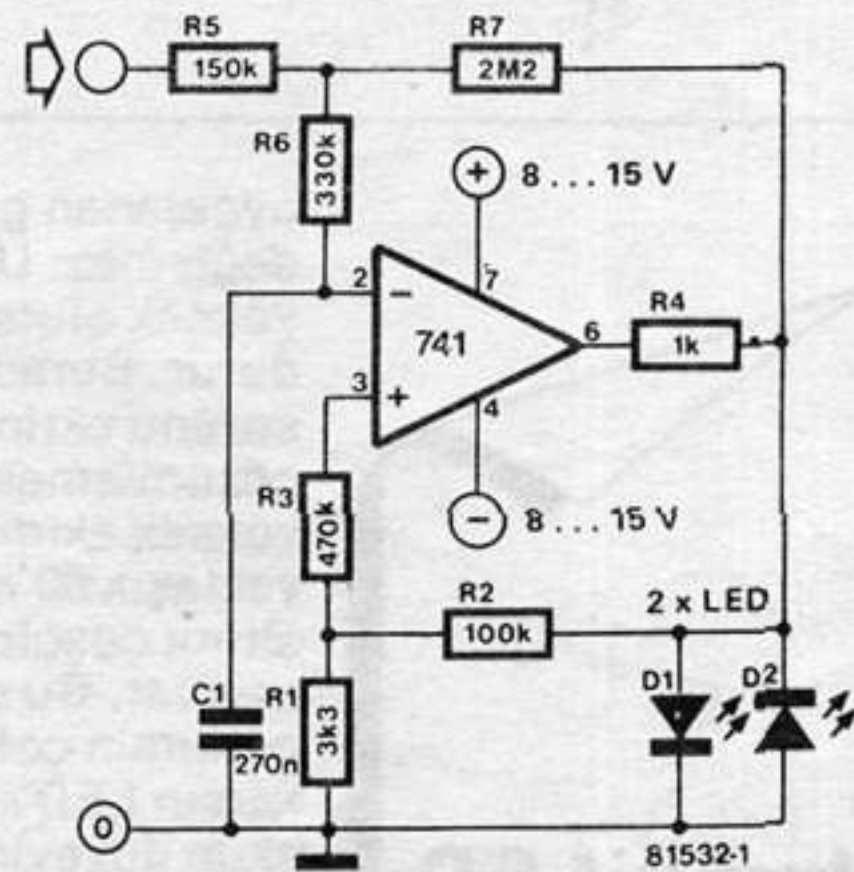 R5
150k
R7
2M2
R6
330k
+
8 ... 15 V
2
−
7
741
6
R4
1k
3
+
4
R3
470k
−
8 ... 15 V
R2
100k
2 x LED
C1
270n
R1
3k3
D1
D2
0
81532-1